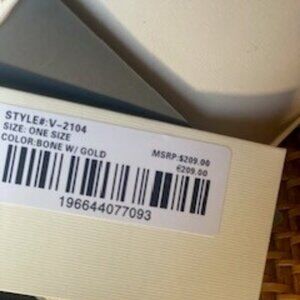 STYLE#:V-2104
SIZE: ONE SIZE
COLOR:BONE W/ GOLD
MSRP:$209.00
€209.00
196644077093